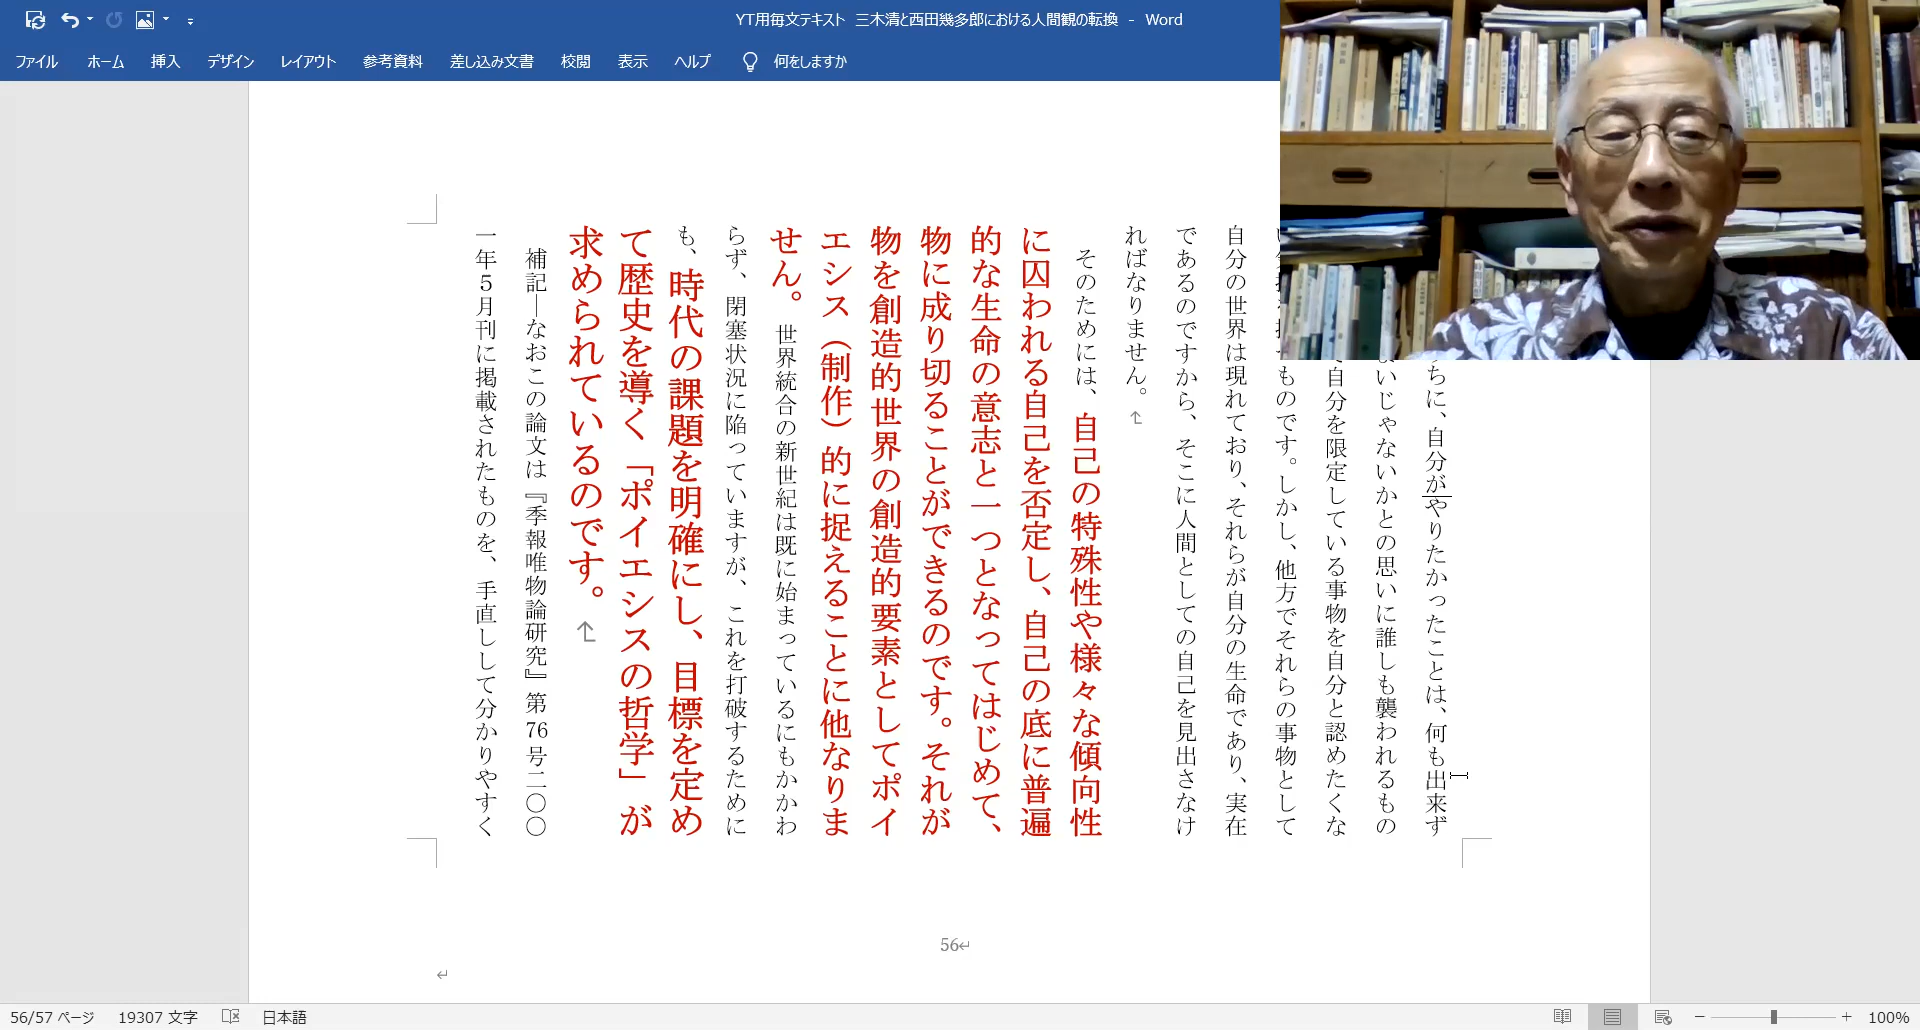 YT用毎文テキスト 三木清と西田幾多郎における人間観の転換 - Word
ファイル ホーム 挿入 デザイン レイアウト 参考資料 差し込み文書 校閲 表示 ヘルプ 何をしますか
ちに、自分がやりたかったことは、何も出来ず
いじゃないかとの思いに誰しも襲われるもの
自分を限定している事物を自分と認めたくな
ものです。しかし、他方でそれらの事物として
自分の世界は現れており、それらが自分の生命であり、実在
であるのですから、そこに人間としての自己を見出さなけ
ればなりません。
そのためには、自己の特殊性や様々な傾向性
に囚われる自己を否定し、自己の底に普遍
的な生命の意志と一つとなってはじめて、
物に成り切ることができるのです。それが
物を創造的世界の創造的要素としてポイ
エシス（制作）的に捉えることに他なりま
せん。世界統合の新世紀は既に始まっているにもかかわ
らず、閉塞状況に陥っていますが、これを打破するために
も、時代の課題を明確にし、目標を定め
て歴史を導く「ポイエシスの哲学」が
求められているのです。
補記―なおこの論文は『季報唯物論研究』第76号二〇〇
一年５月刊に掲載されたものを、手直しして分かりやすく
56
56/57 ページ 19307 文字 日本語 100%